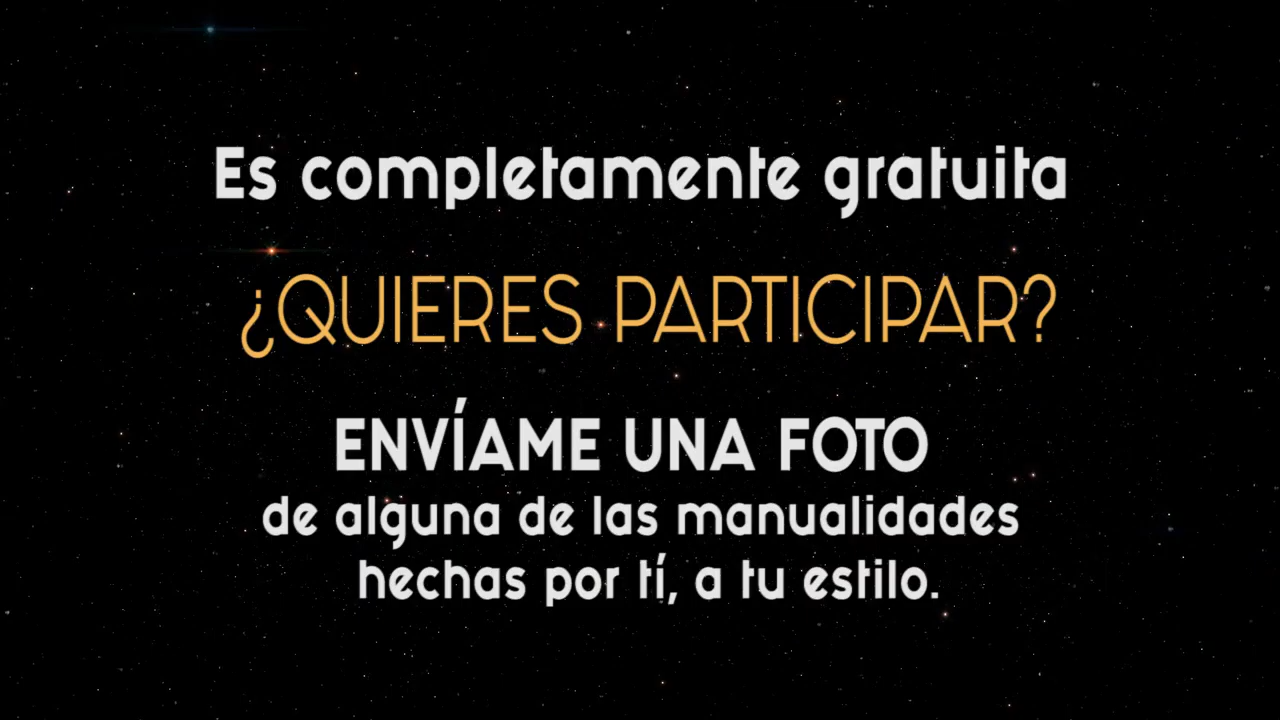 Es completamente gratuita
¿QUIERES PARTICIPAR?
ENVÍAME UNA FOTO
de alguna de las manualidades
hechas por tí, a tu estilo.